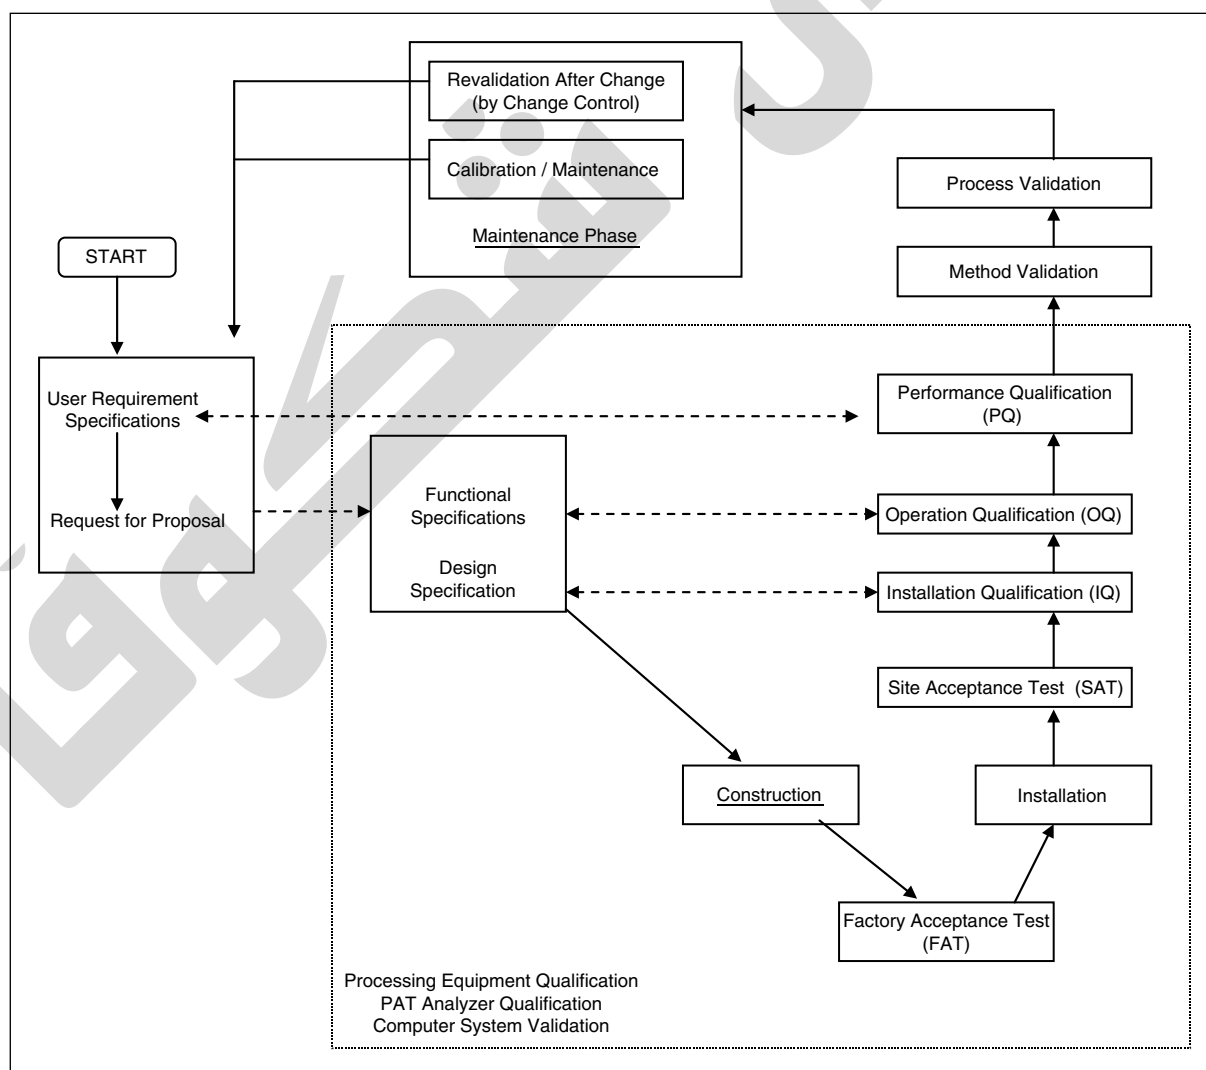 Revalidation After Change
(by Change Control)
Calibration / Maintenance
Maintenance Phase
Process Validation
Method Validation
START
User Requirement
Specifications
Request for Proposal
Performance Qualification
(PQ)
Functional
Specifications
Operation Qualification (OQ)
Design
Specification
Installation Qualification (IQ)
Site Acceptance Test (SAT)
Construction
Installation
Factory Acceptance Test
(FAT)
Processing Equipment Qualification
PAT Analyzer Qualification
Computer System Validation